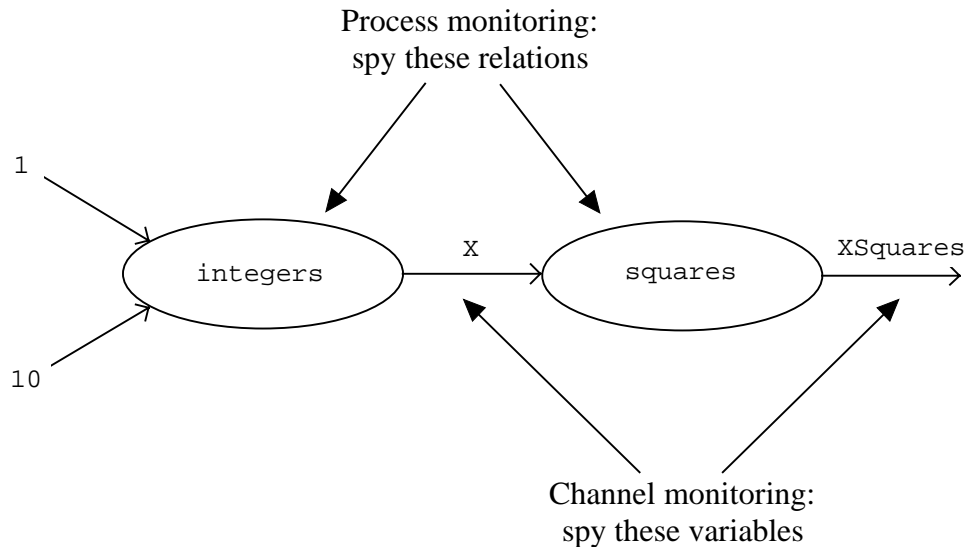 Process monitoring:
spy these relations
1
X
XSquares
integers
squares
10
Channel monitoring:
spy these variables